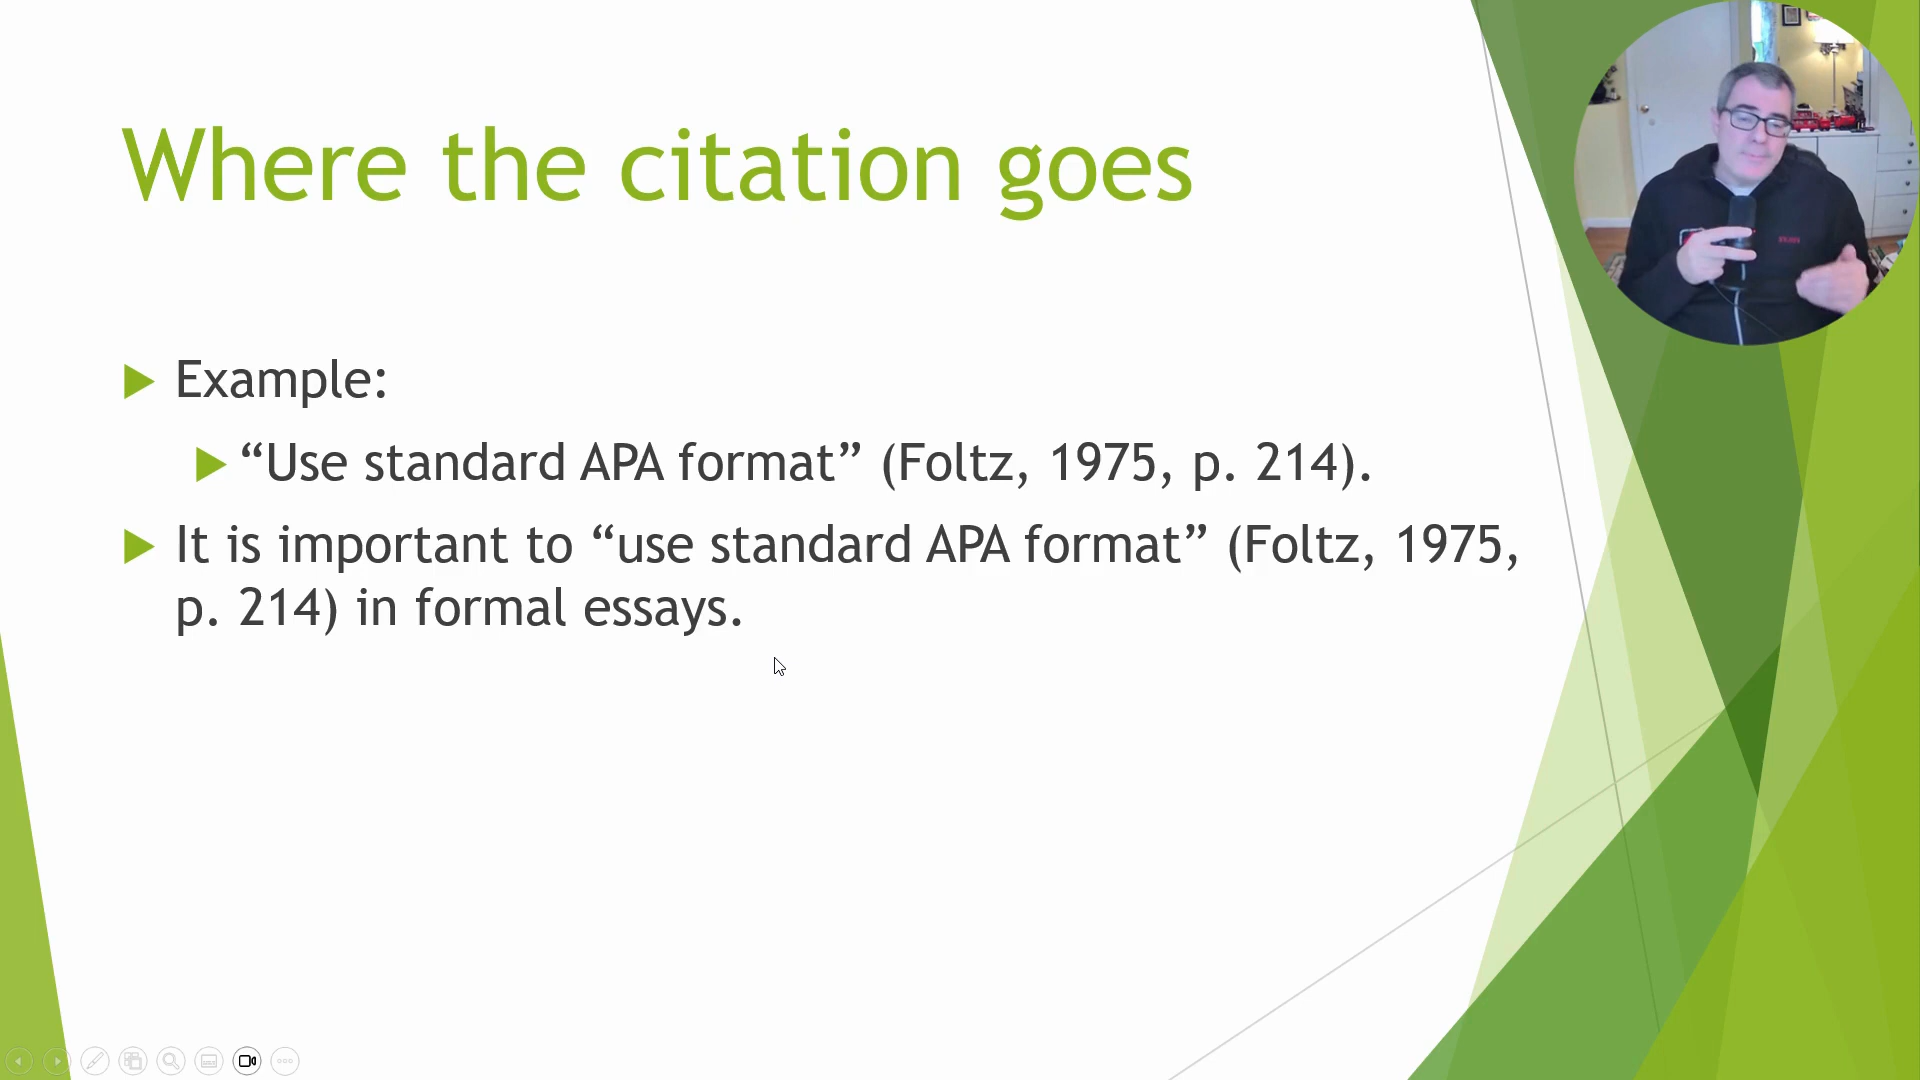 Where the citation goes
Example:
“Use standard APA format” (Foltz, 1975, p. 214).
It is important to “use standard APA format” (Foltz, 1975,
p. 214) in formal essays.